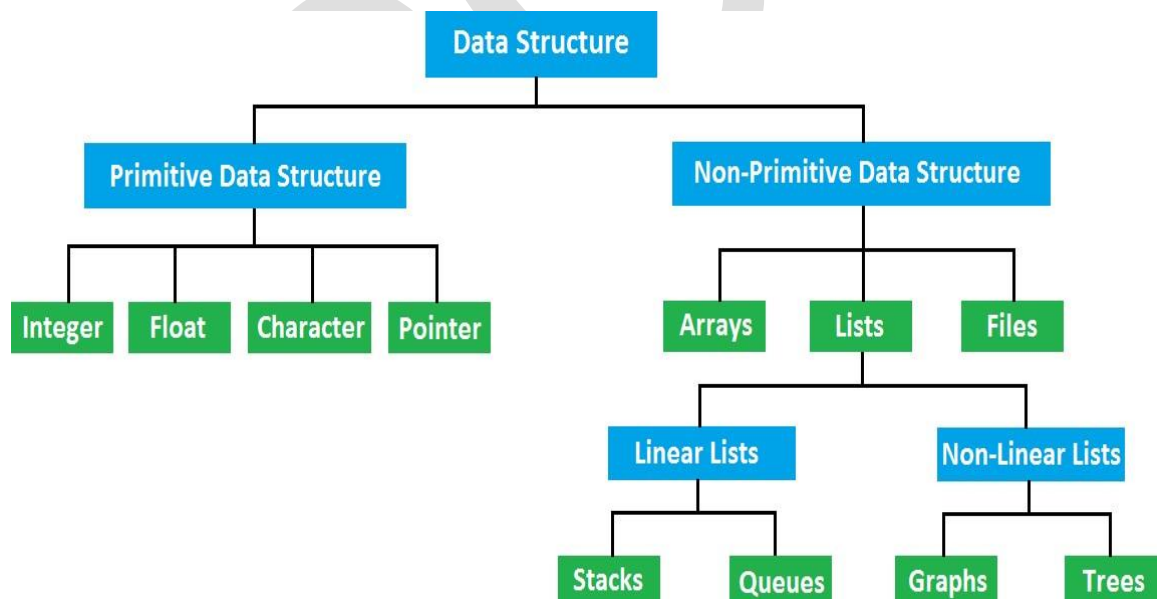 Data Structure
Primitive Data Structure
Non-Primitive Data Structure
Integer
Float
Character
Pointer
Arrays
Lists
Files
Linear Lists
Non-Linear Lists
Stacks
Queues
Graphs
Trees